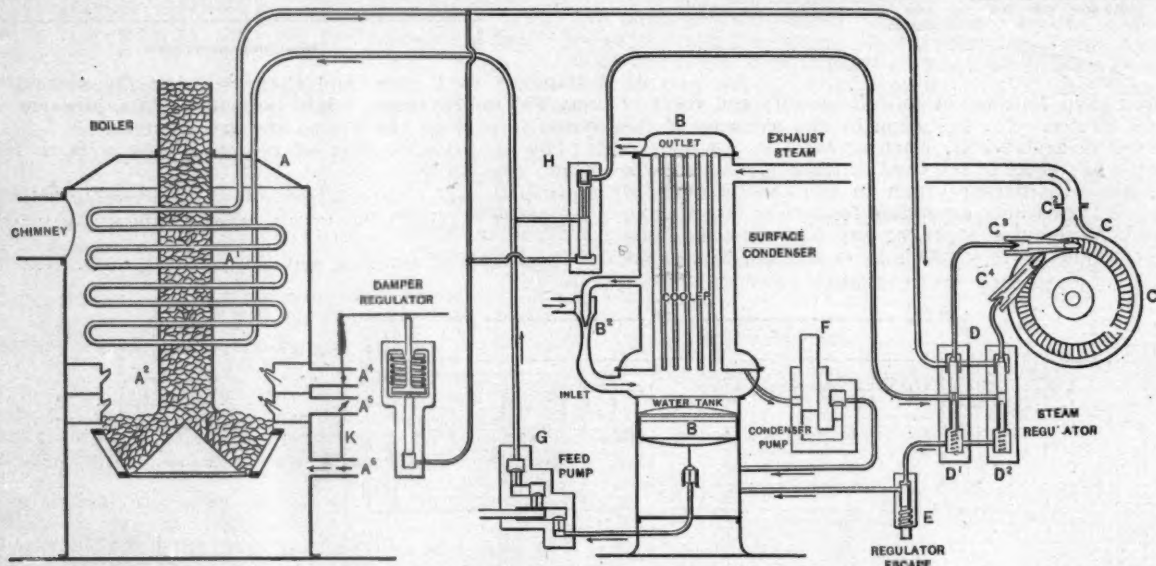 BOILER
A
H
B
OUTLET
EXHAUST
STEAM
C²
C
CHIMNEY
A¹
SURFACE
CONDENSER
C³
C⁴
C
DAMPER
REGULATOR
COOLER
B²
F
D
A²
A⁴
A⁵
K
A⁶
INLET
WATER TANK
B
CONDENSER
PUMP
STEAM
REGULATOR
G
FEED
PUMP
D¹
D²
E
REGULATOR
ESCAPE